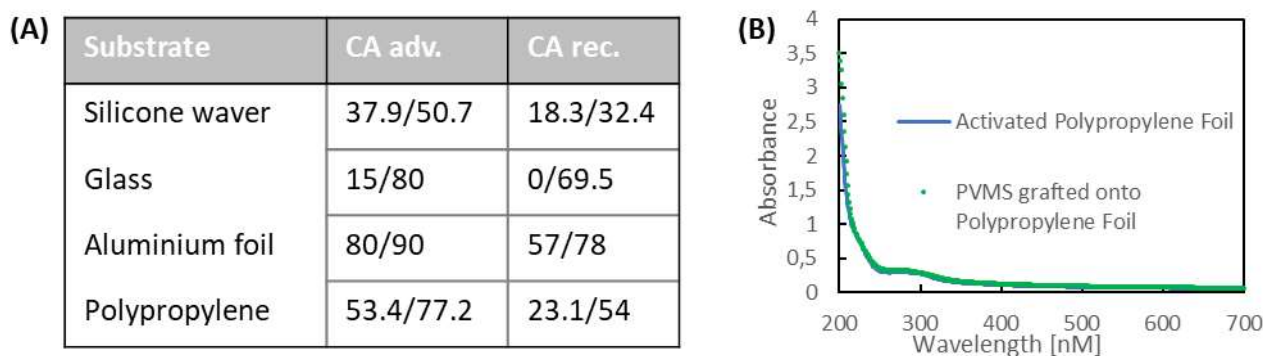 (A)
Substrate CA adv. CA rec.
Silicone waver 37.9/50.7 18.3/32.4
Glass 15/80 0/69.5
Aluminium foil 80/90 57/78
Polypropylene 53.4/77.2 23.1/54
(B)
Absorbance
4
3,5
3
2,5
2
1,5
1
0,5
0
Activated Polypropylene Foil
PVMS grafted onto
Polypropylene Foil
200 300 400 500 600 700
Wavelength [nM]